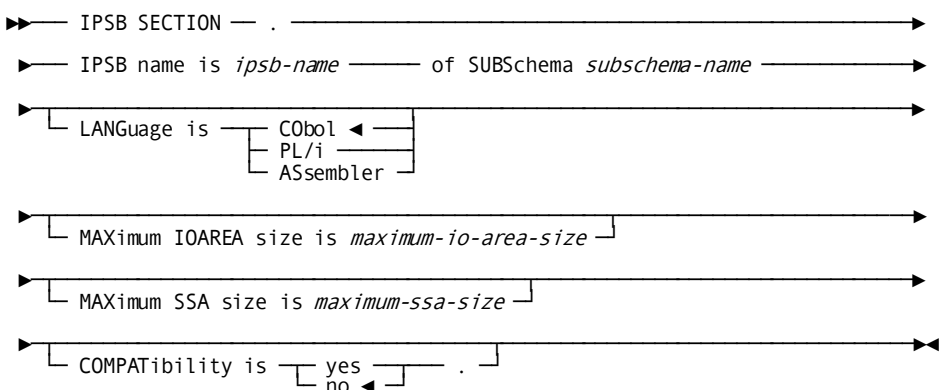 IPSB SECTION .
IPSB name is ipsb-name of SUBSchema subschema-name
LANGuage is CObol ◄
PL/i
ASsembler
MAXimum IOAREA size is maximum-io-area-size
MAXimum SSA size is maximum-ssa-size
COMPATibility is yes .
no ◄